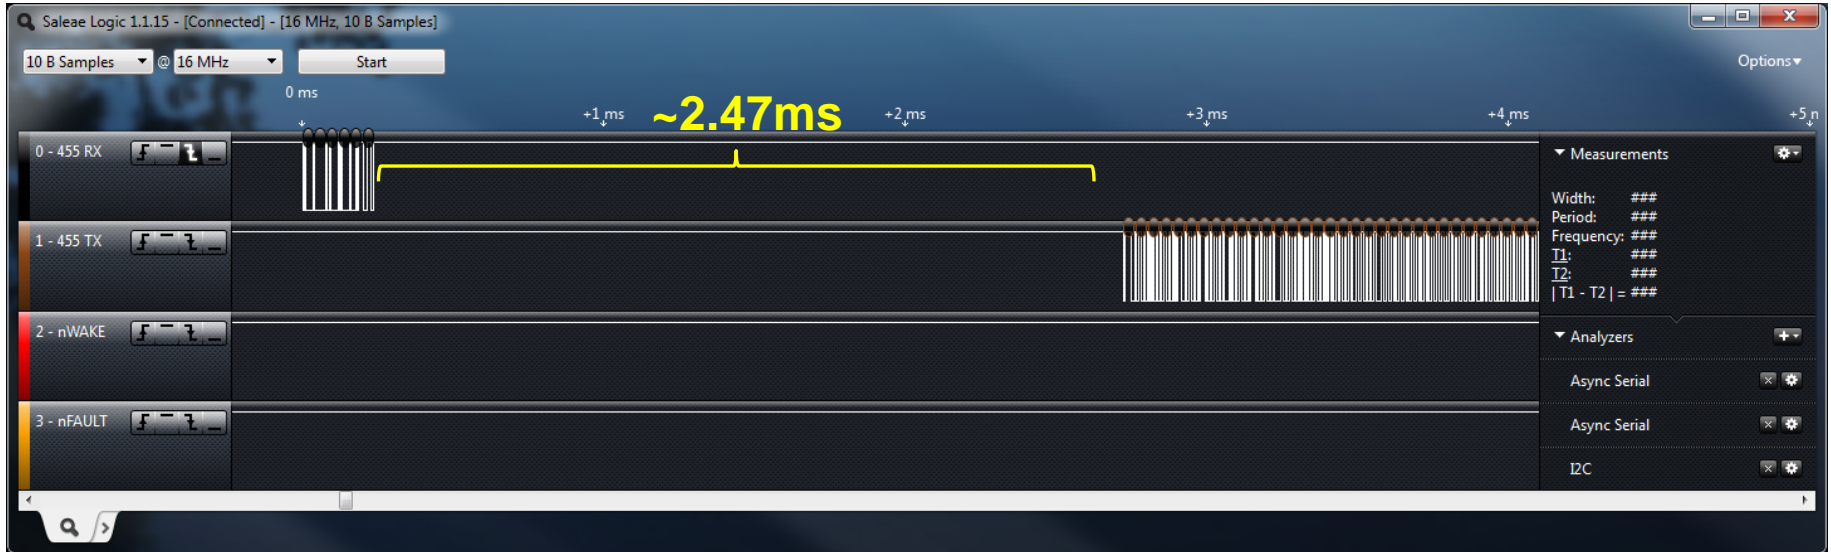 Saleae Logic 1.1.15 - [Connected] - [16 MHz, 10 B Samples]
10 B Samples @ 16 MHz Start Options
0 ms
+1 ms ~2.47ms +2 ms +3 ms +4 ms +5 n
0 - 455 RX
1 - 455 TX
2 - nWAKE
3 - nFAULT
Measurements
Width: ###
Period: ###
Frequency: ###
T1: ###
T2: ###
| T1 - T2 | = ###
Analyzers
Async Serial
Async Serial
I2C